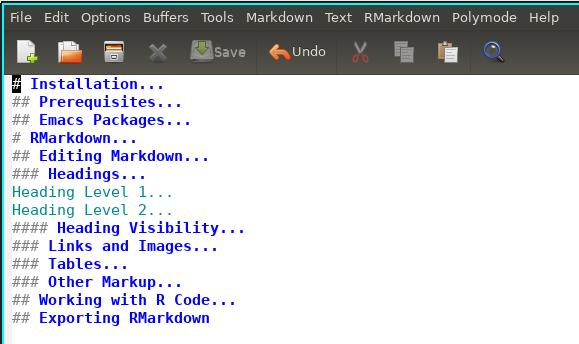 File Edit Options Buffers Tools Markdown Text RMarkdown Polymode Help
Save Undo
# Installation...
## Prerequisites...
## Emacs Packages...
# RMarkdown...
## Editing Markdown...
### Headings...
Heading Level 1...
Heading Level 2...
#### Heading Visibility...
### Links and Images...
### Tables...
### Other Markup...
## Working with R Code...
## Exporting RMarkdown